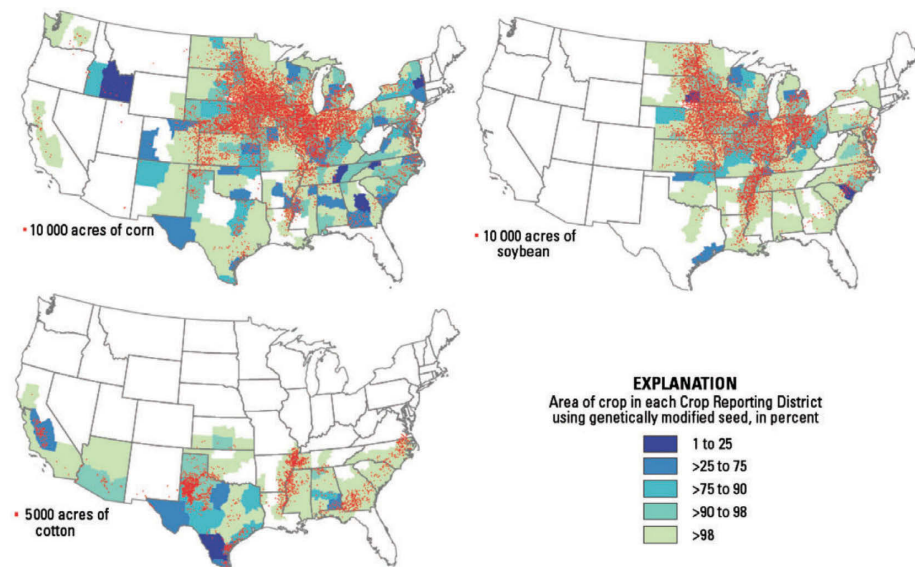 10 000 acres of corn
10 000 acres of
soybean
5000 acres of
cotton
EXPLANATION
Area of crop in each Crop Reporting District
using genetically modified seed, in percent
1 to 25
>25 to 75
>75 to 90
>90 to 98
>98